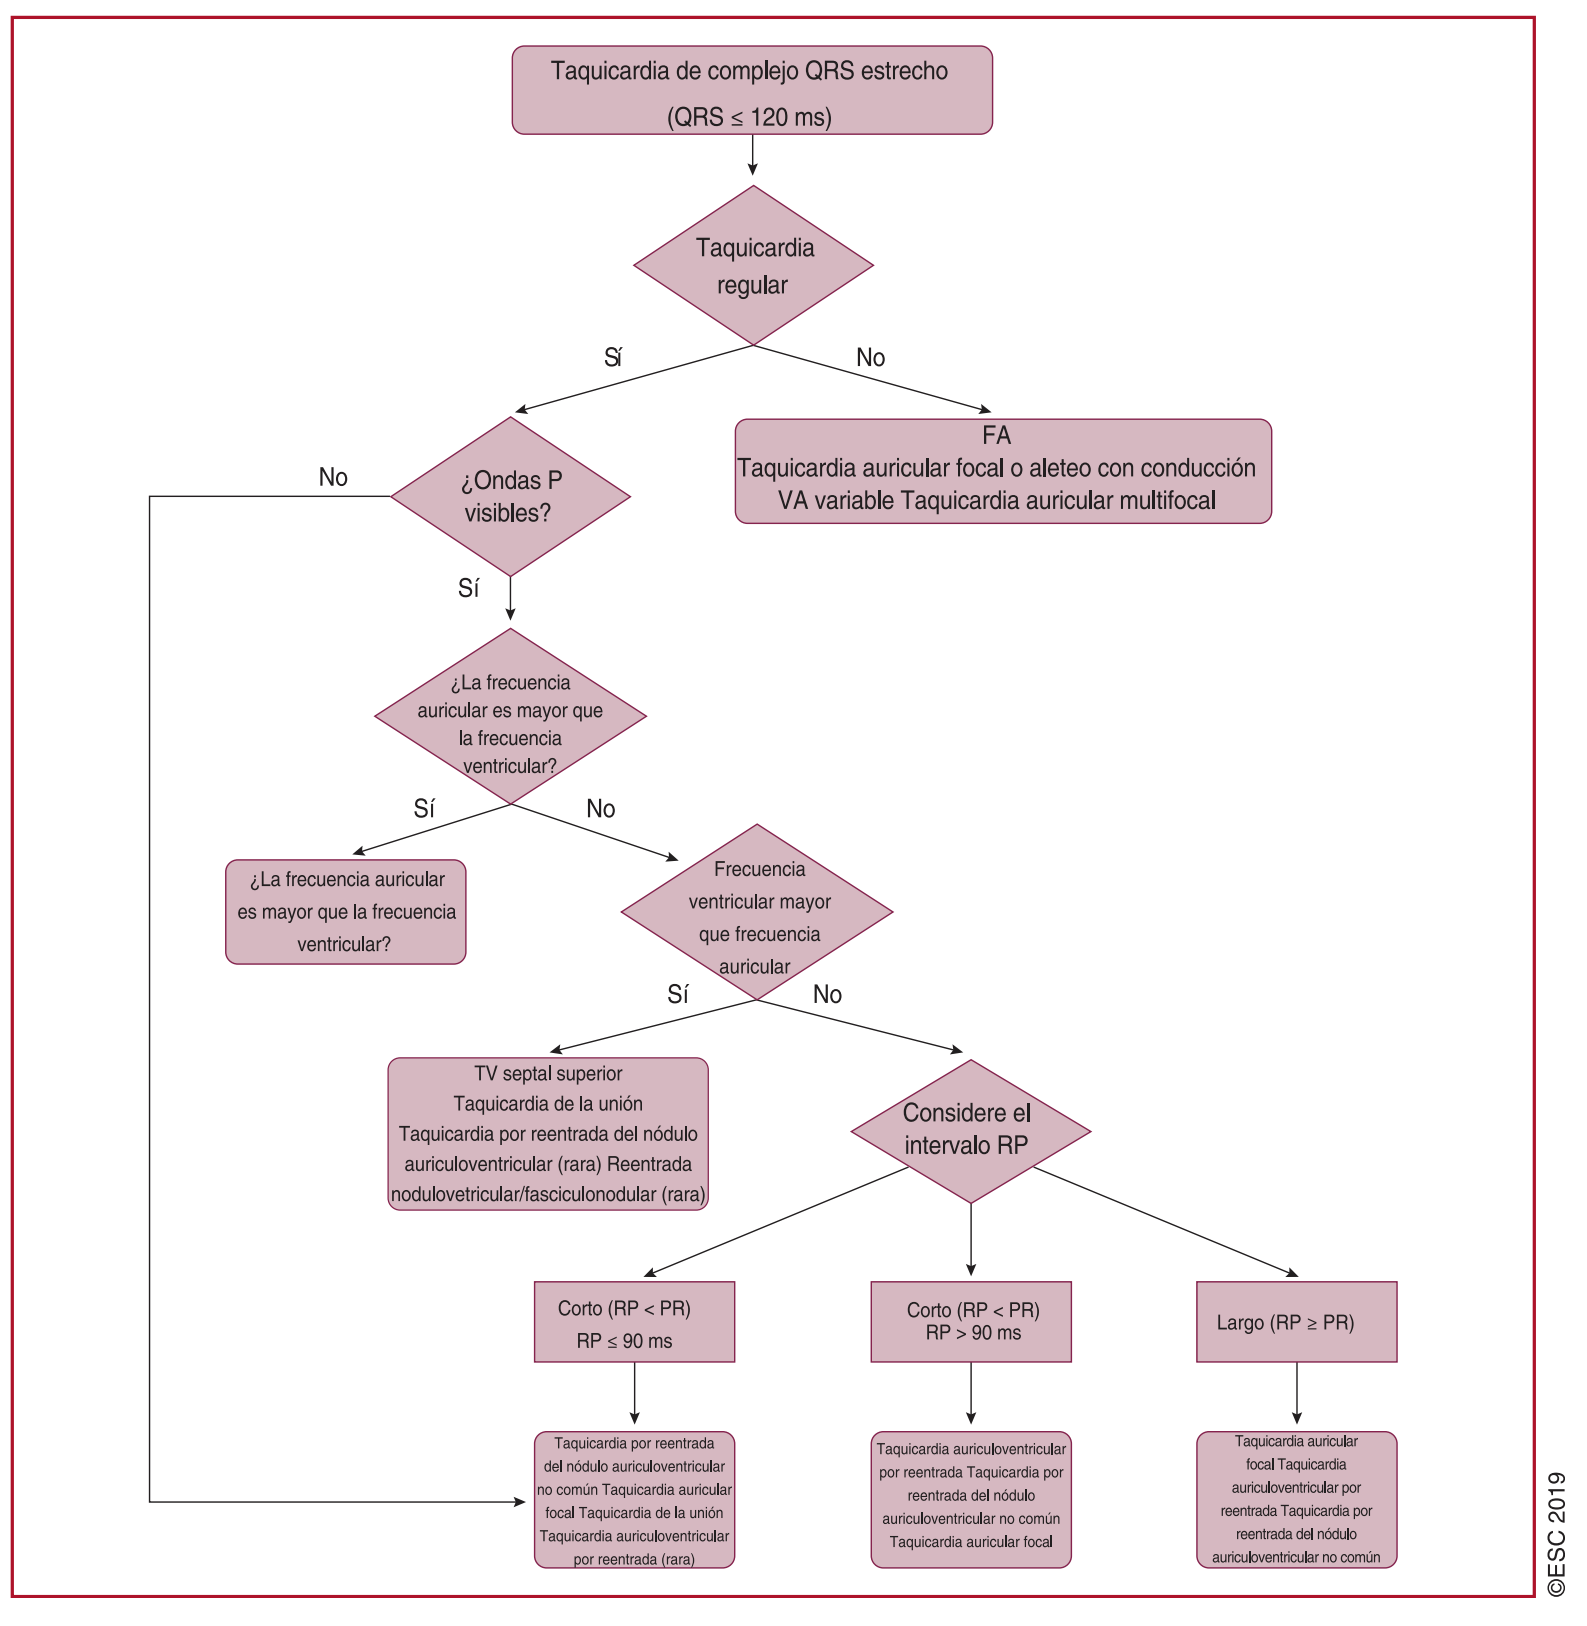 Taquicardia de complejo QRS estrecho
(QRS ≤ 120 ms)
Taquicardia
regular
Sí
No
FA
Taquicardia auricular focal o aleteo con conducción
VA variable Taquicardia auricular multifocal
¿Ondas P
visibles?
No
Sí
¿La frecuencia
auricular es mayor que
la frecuencia
ventricular?
Sí
No
¿La frecuencia auricular
es mayor que la frecuencia
ventricular?
Frecuencia
ventricular mayor
que frecuencia
auricular
Sí
No
TV septal superior
Taquicardia de la unión
Taquicardia por reentrada del nódulo
auriculoventricular (rara) Reentrada
nodulovetricular/fasciculonodular (rara)
Considere el
intervalo RP
Corto (RP < PR)
RP ≤ 90 ms
Corto (RP < PR)
RP > 90 ms
Largo (RP ≥ PR)
Taquicardia por reentrada
del nódulo auriculoventricular
no común Taquicardia auricular
focal Taquicardia de la unión
Taquicardia auriculoventricular
por reentrada (rara)
Taquicardia auriculoventricular
por reentrada Taquicardia por
reentrada del nódulo
auriculoventricular no común
Taquicardia auricular focal
Taquicardia auricular
focal Taquicardia
auriculoventricular por
reentrada Taquicardia por
reentrada del nódulo
auriculoventricular no común
©ESC 2019